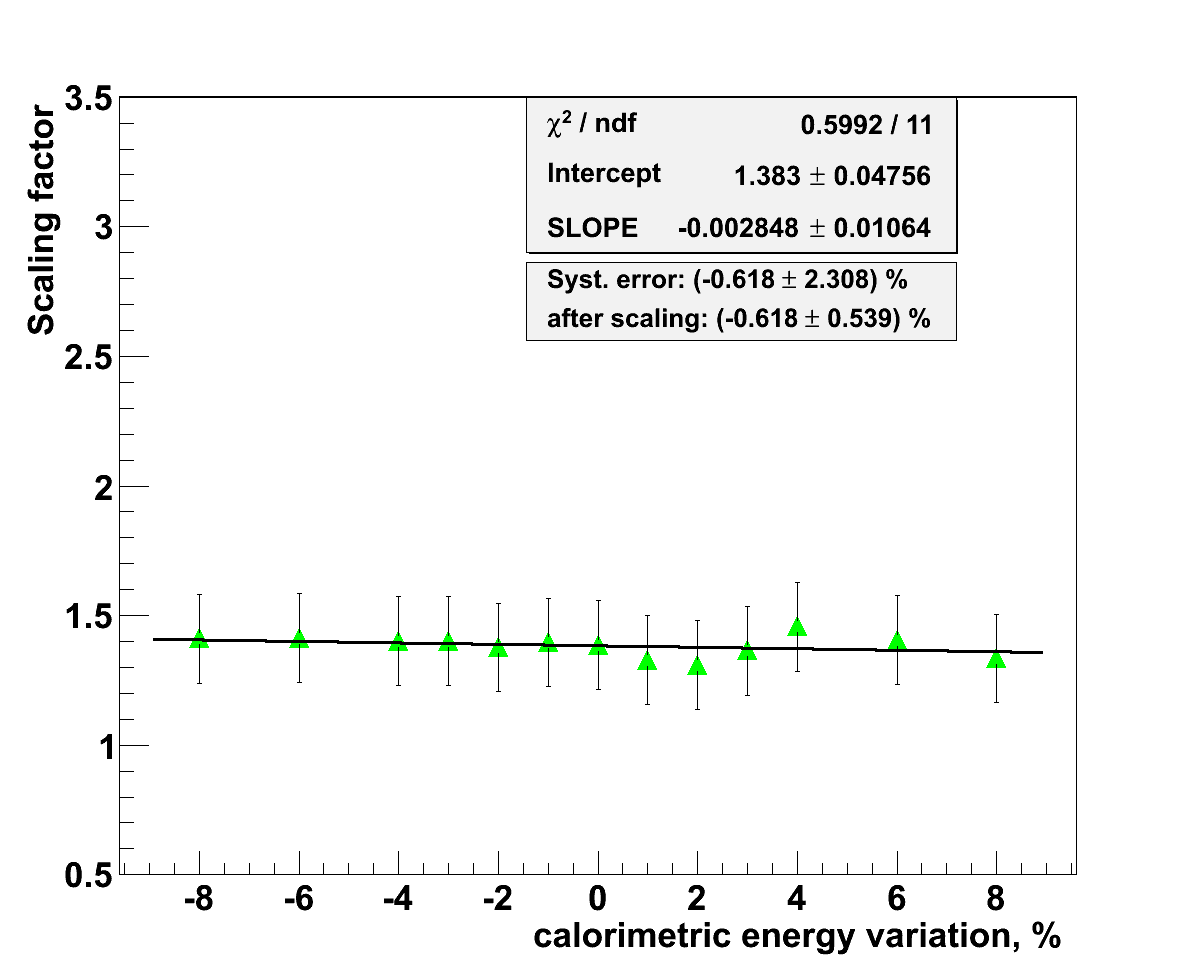 χ² / ndf 0.5992 / 11
Intercept 1.383 ± 0.04756
SLOPE -0.002848 ± 0.01064
Syst. error: (-0.618 ± 2.308) %
after scaling: (-0.618 ± 0.539) %
Scaling factor
3.5
3
2.5
2
1.5
1
0.5
-8 -6 -4 -2 0 2 4 6 8
calorimetric energy variation, %